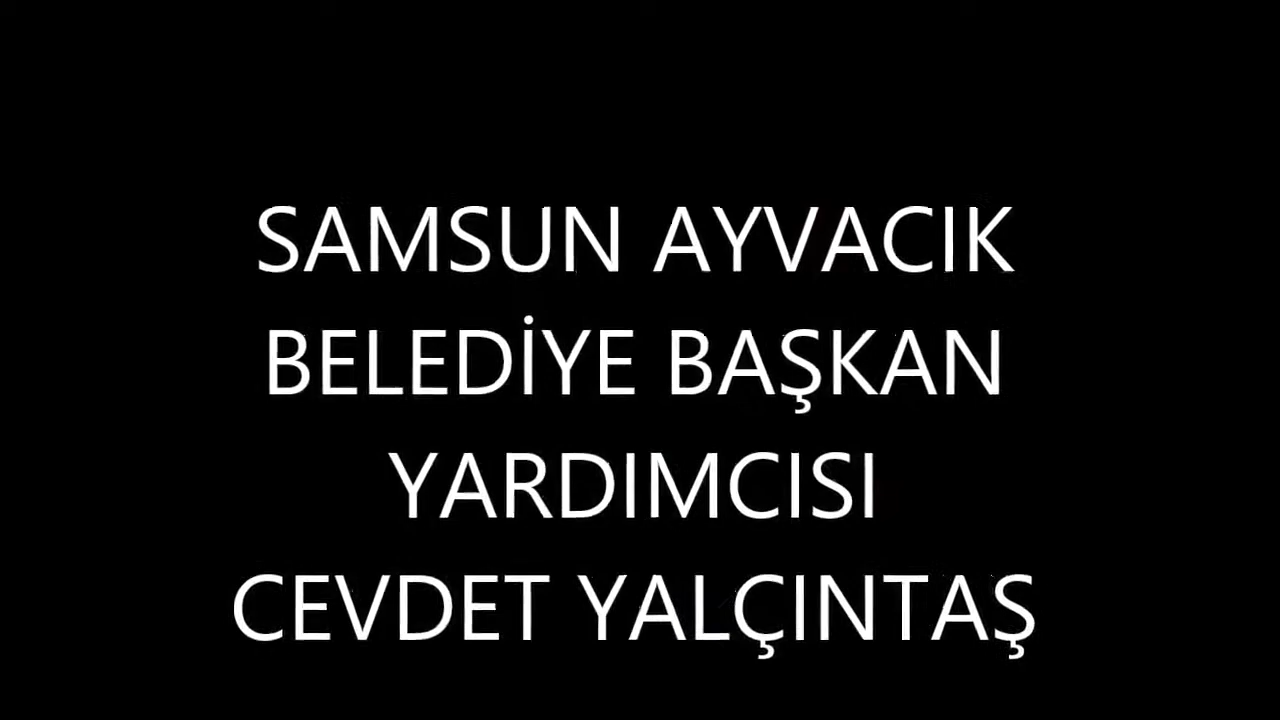 SAMSUN AYVACIK
BELEDİYE BAŞKAN
YARDIMCISI
CEVDET YALÇINTAŞ